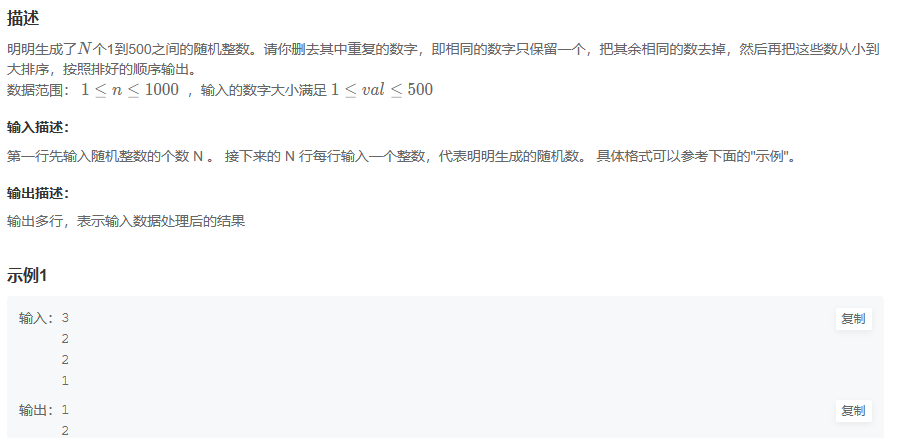 描述
明明生成了N个1到500之间的随机整数。请你删去其中重复的数字，即相同的数字只保留一个，把其余相同的数去掉，然后再把这些数从小到
大排序，按照排好的顺序输出。
数据范围： 1 ≤ n ≤ 1000 ，输入的数字大小满足 1 ≤ val ≤ 500
输入描述：
第一行先输入随机整数的个数 N 。 接下来的 N 行每行输入一个整数，代表明明生成的随机数。 具体格式可以参考下面的"示例"。
输出描述：
输出多行，表示输入数据处理后的结果
示例1
输入：3 复制
2
2
1
输出：1 复制
2